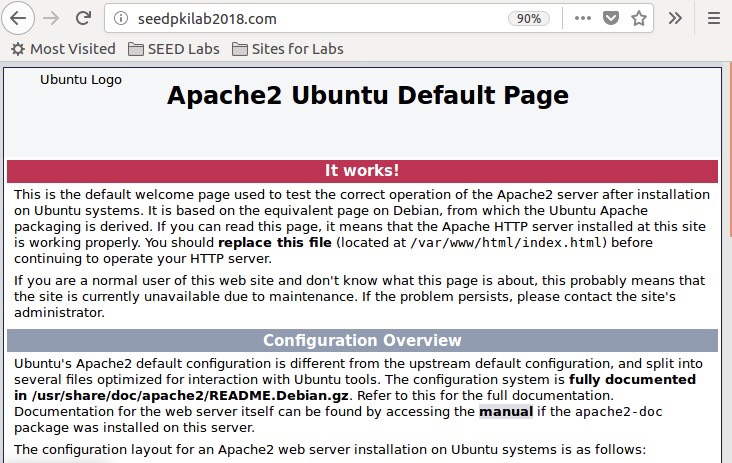 seedpkilab2018.com
90%
Most Visited SEED Labs Sites for Labs
Ubuntu Logo
Apache2 Ubuntu Default Page
It works!
This is the default welcome page used to test the correct operation of the Apache2 server after installation
on Ubuntu systems. It is based on the equivalent page on Debian, from which the Ubuntu Apache
packaging is derived. If you can read this page, it means that the Apache HTTP server installed at this site
is working properly. You should replace this file (located at /var/www/html/index.html) before
continuing to operate your HTTP server.
If you are a normal user of this web site and don't know what this page is about, this probably means that
the site is currently unavailable due to maintenance. If the problem persists, please contact the site's
administrator.
Configuration Overview
Ubuntu's Apache2 default configuration is different from the upstream default configuration, and split into
several files optimized for interaction with Ubuntu tools. The configuration system is fully documented
in /usr/share/doc/apache2/README.Debian.gz. Refer to this for the full documentation.
Documentation for the web server itself can be found by accessing the manual if the apache2-doc
package was installed on this server.
The configuration layout for an Apache2 web server installation on Ubuntu systems is as follows: